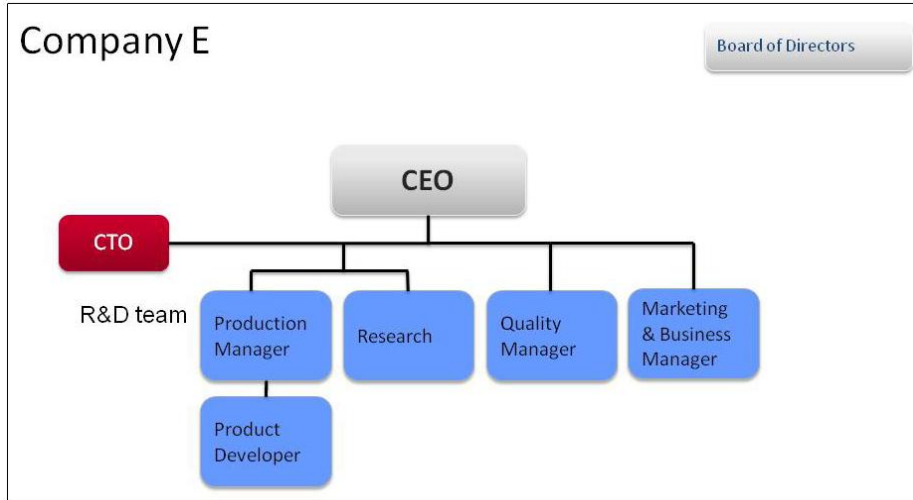 Company E
Board of Directors
CEO
CTO
R&D team
Production
Manager
Research
Quality
Manager
Marketing
& Business
Manager
Product
Developer